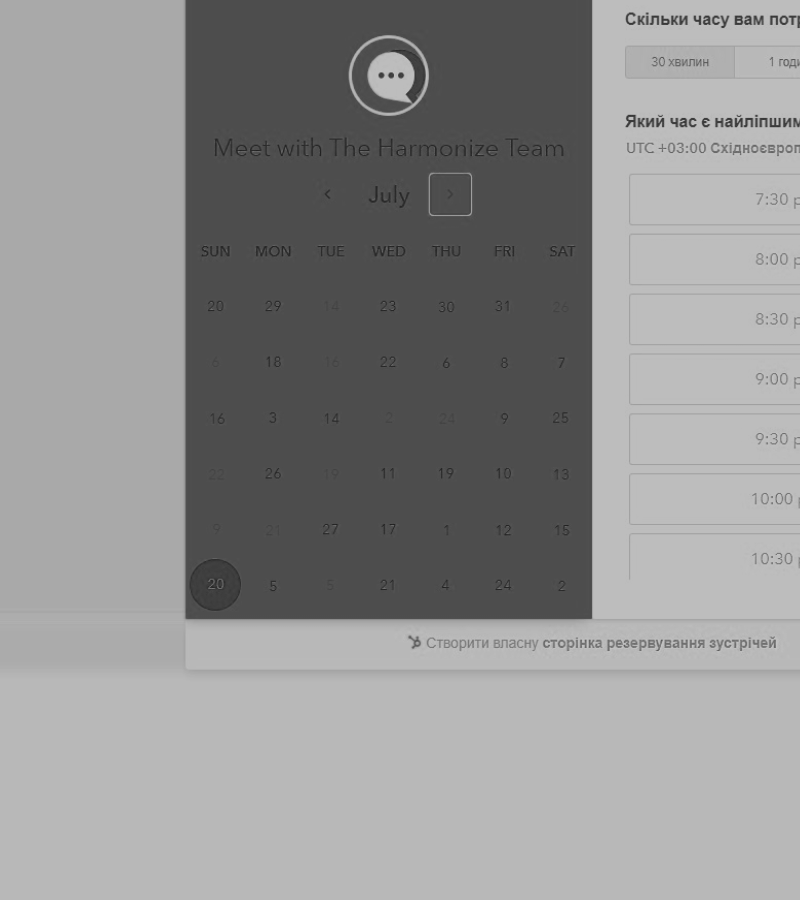 Meet with The Harmonize Team
July
SUN MON TUE WED THU FRI SAT
20 29 14 23 30 31 26
6 18 16 22 6 8 7
16 3 14 2 24 9 25
22 26 19 11 19 10 13
9 21 27 17 1 12 15
20 5 5 21 4 24 2
Скільки часу вам
30 хвилин 1
Який час є найліпшим
UTC +03:00
7:30
8:00
8:30
9:00
9:30
10:00
10:30
Створити власну сторінка резервування зустрічей